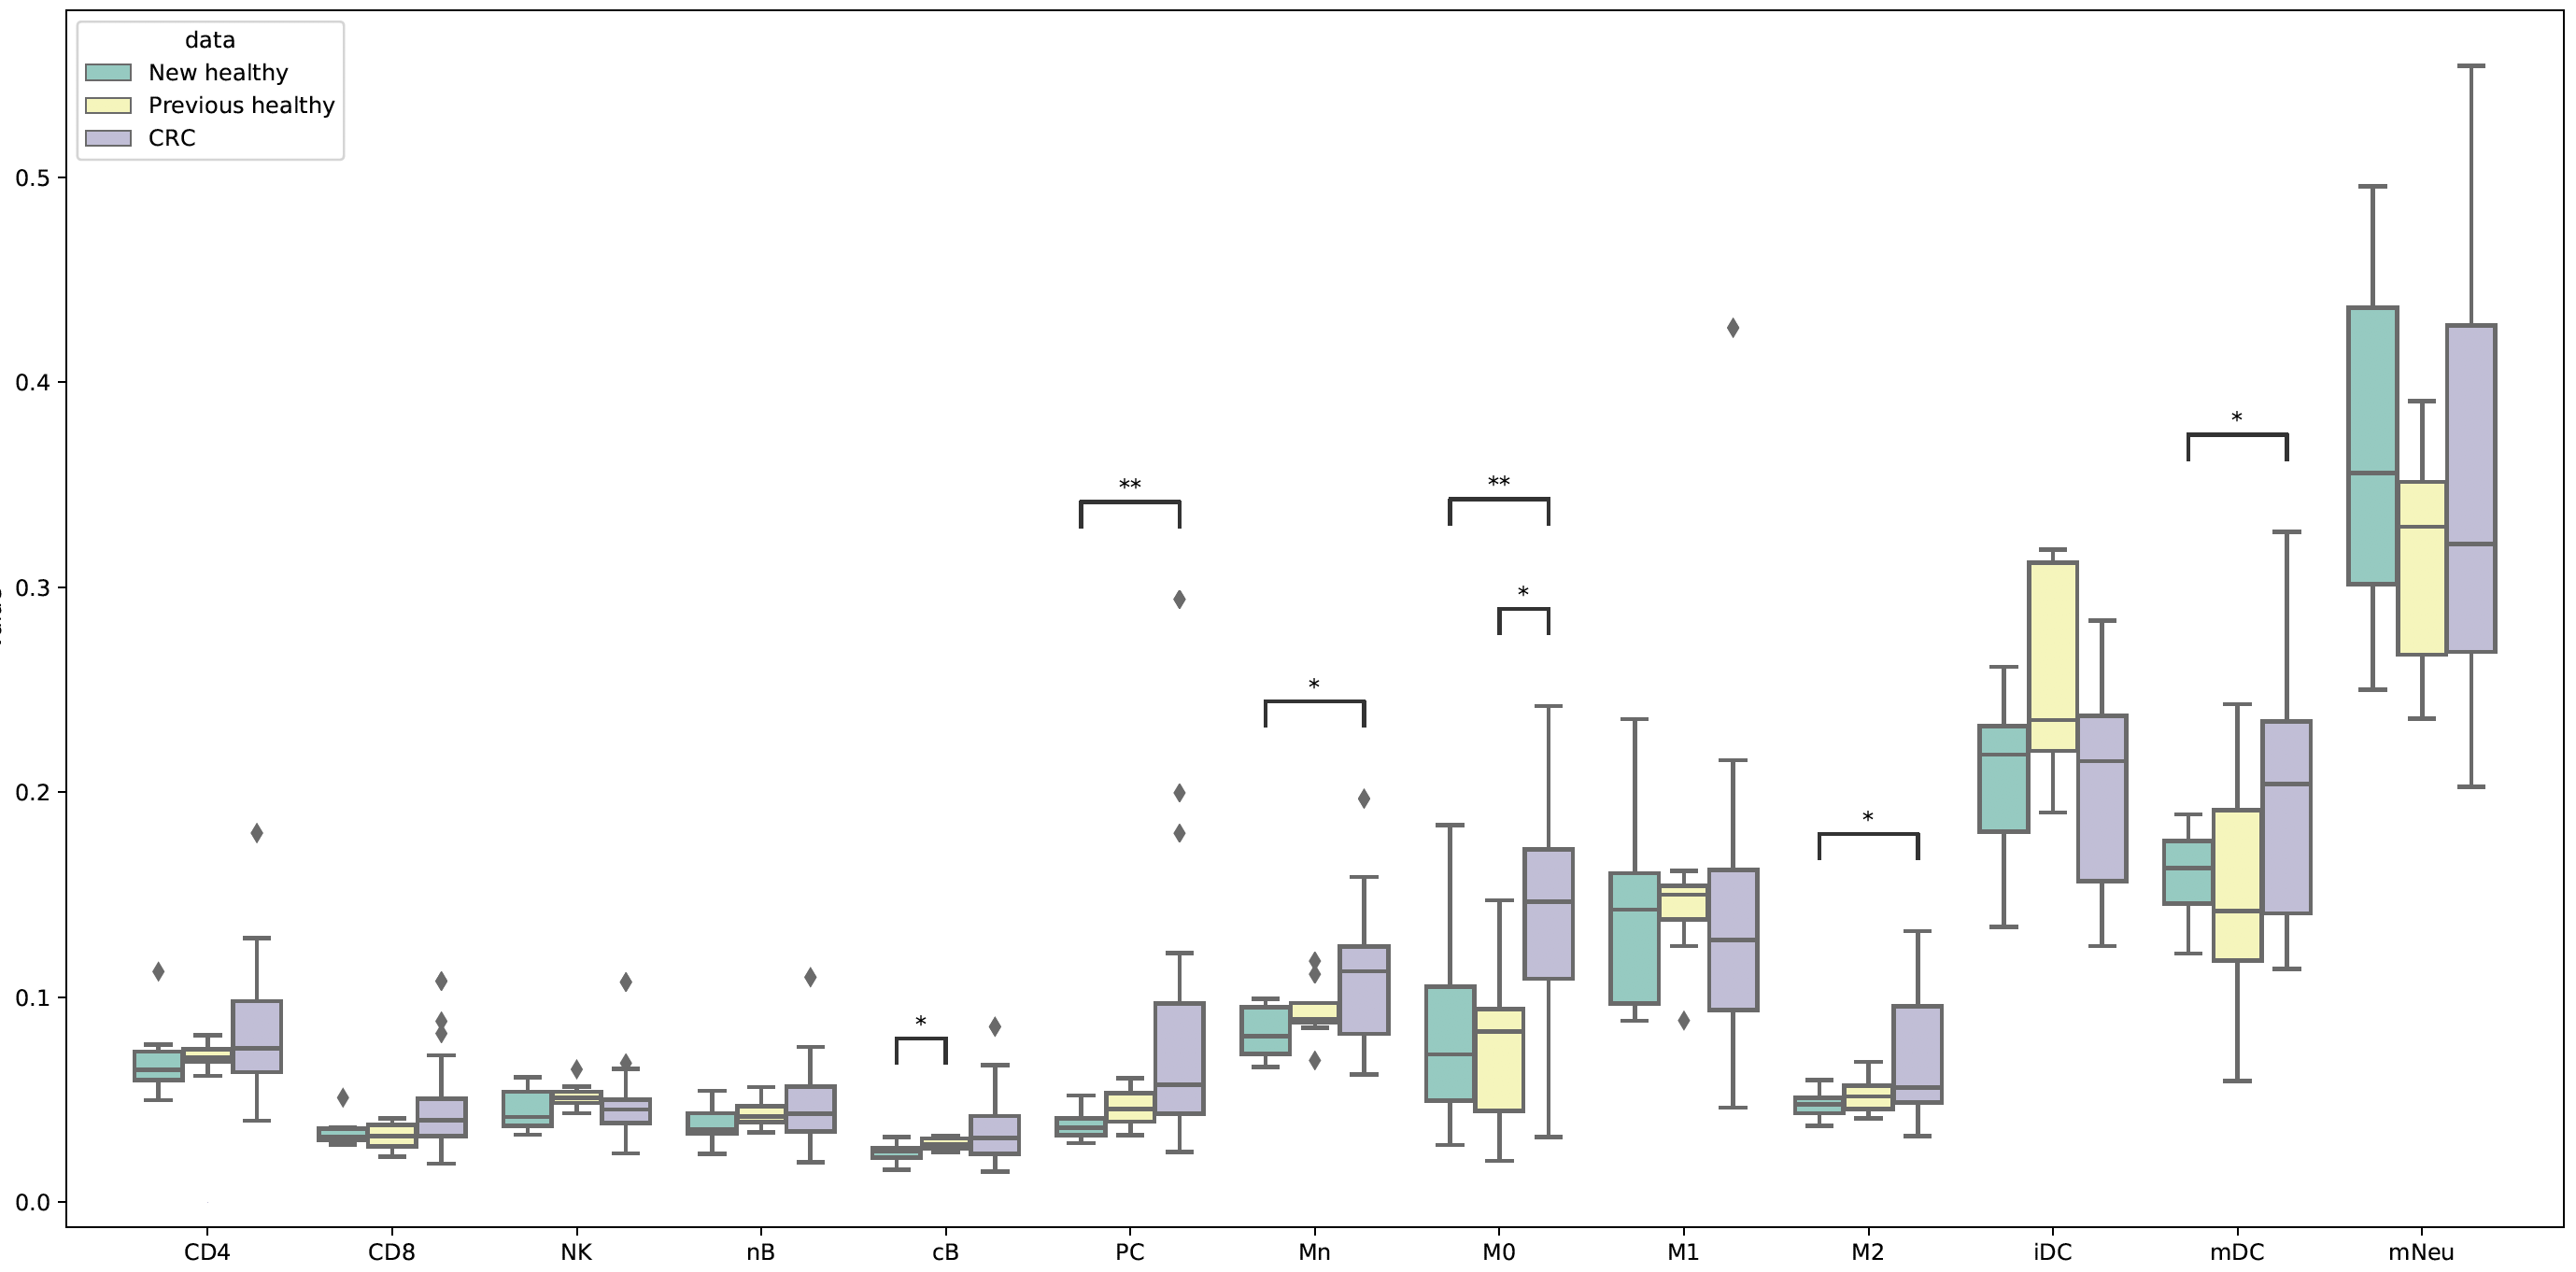 data
New healthy
Previous healthy
CRC
0.5
0.4
0.3
0.2
0.1
0.0
*
**
*
**
*
*
*
CD4 CD8 NK nB cB PC Mn M0 M1 M2 iDC mDC mNeu